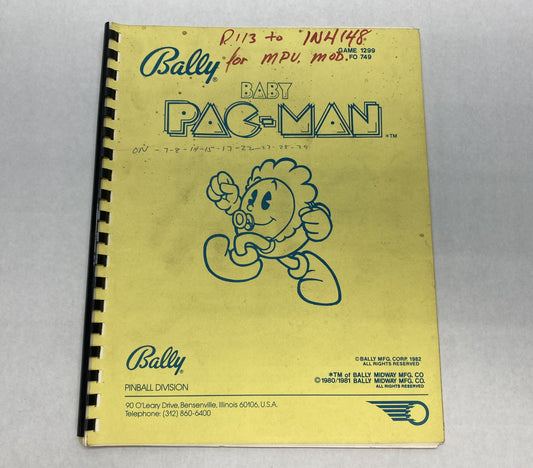 R113 to 1N4148
GAME 1299
for MPU. MOD. FO 749
Bally®
BABY
PAC-MAN *™
ON - 7-8-14-15-17-22-27-28-29
Bally®
PINBALL DIVISION
© BALLY MFG. CORP. 1982
ALL RIGHTS RESERVED
*TM of BALLY MIDWAY MFG. CO
© 1980/1981 BALLY MIDWAY MFG. CO.
ALL RIGHTS RESERVED
90 O'Leary Drive, Bensenville, Illinois 60106, U.S.A.
Telephone: (312) 860-6400